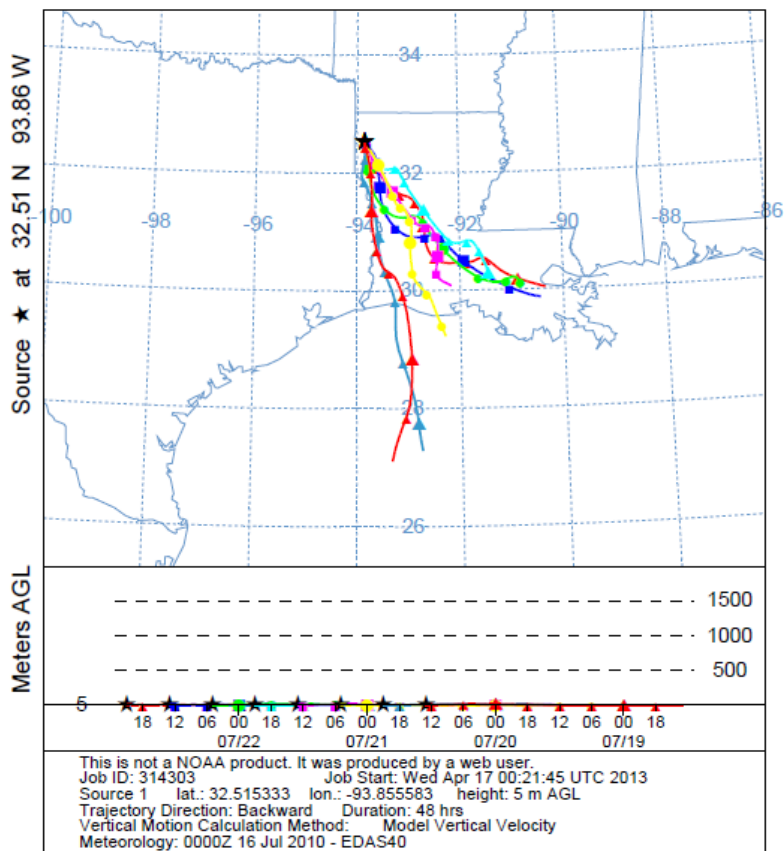 Source ★ at 32.51 N 93.86 W
34
32
-100
-98
-96
-94
-92
-90
-88
-86
30
28
26
Meters AGL
1500
1000
500
5
18 12 06 00 18 12 06 00 18 12 06 00 18 12 06 00 18
07/22 07/21 07/20 07/19
This is not a NOAA product. It was produced by a web user.
Job ID: 314303 Job Start: Wed Apr 17 00:21:45 UTC 2013
Source 1 lat.: 32.515333 lon.: -93.855583 height: 5 m AGL
Trajectory Direction: Backward Duration: 48 hrs
Vertical Motion Calculation Method: Model Vertical Velocity
Meteorology: 0000Z 16 Jul 2010 - EDAS40